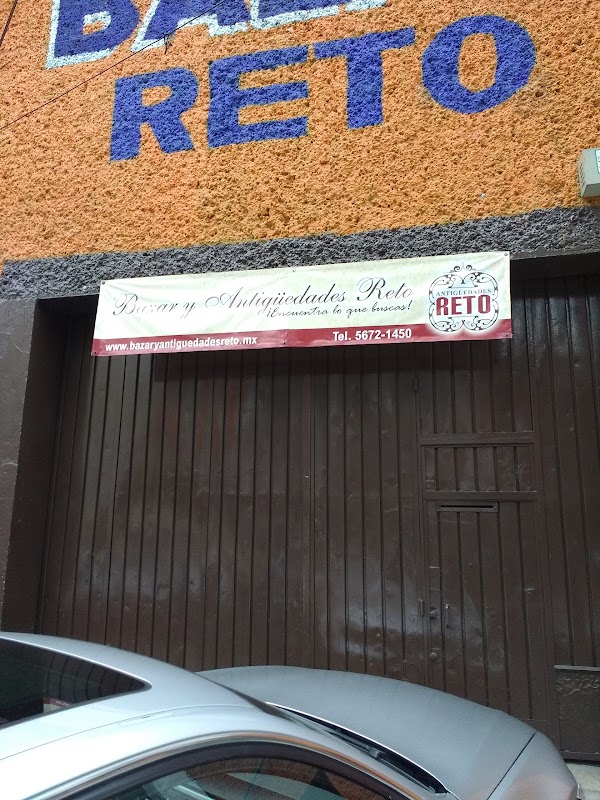 RETO
Bazar y Antigüedades Reto
¡Encuentra lo que buscas!
www.bazaryantiguedadesreto.mx
Tel. 5672-1450
ANTIGÜEDADES
RETO